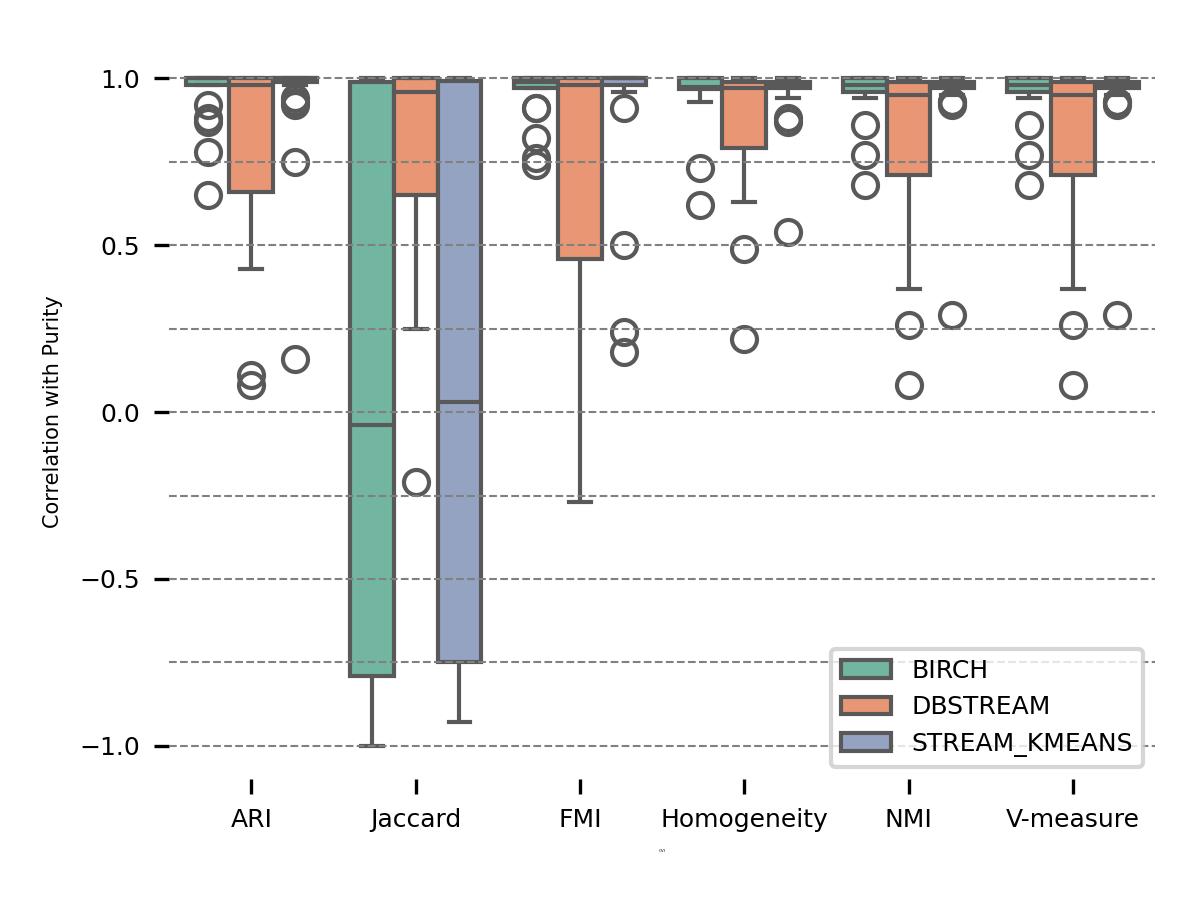 1.0
0.5
0.0
−0.5
−1.0
Correlation with Purity
BIRCH
DBSTREAM
STREAM_KMEANS
ARI Jaccard FMI Homogeneity NMI V-measure